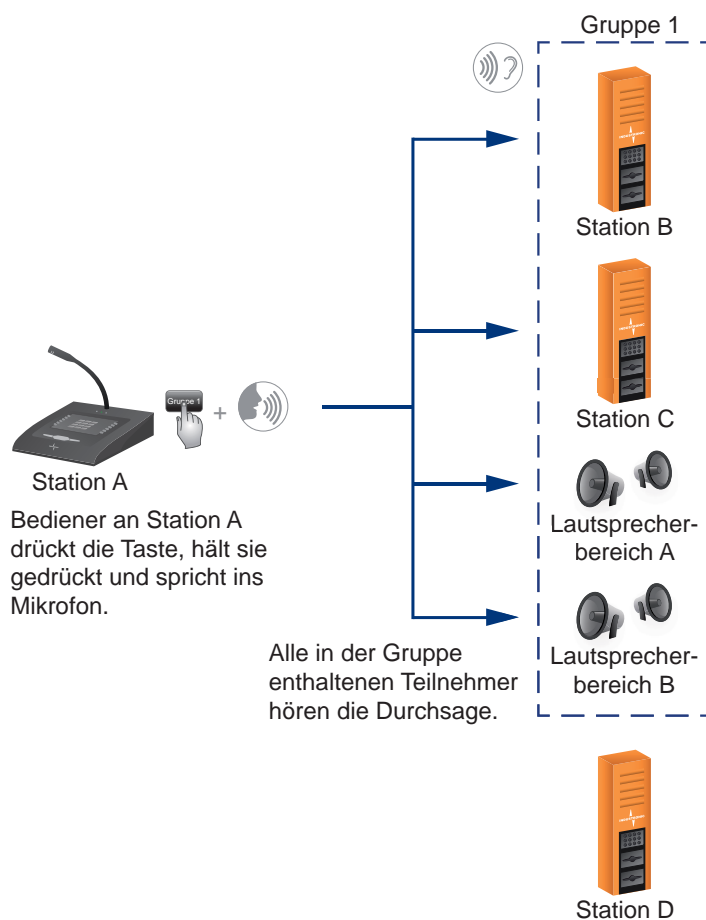 Gruppe 1
Station B
Station C
Gruppe 1
+
Station A
Bediener an Station A
drückt die Taste, hält sie
gedrückt und spricht ins
Mikrofon.
Lautsprecher-
bereich A
Alle in der Gruppe
enthaltenen Teilnehmer
hören die Durchsage.
Lautsprecher-
bereich B
Station D